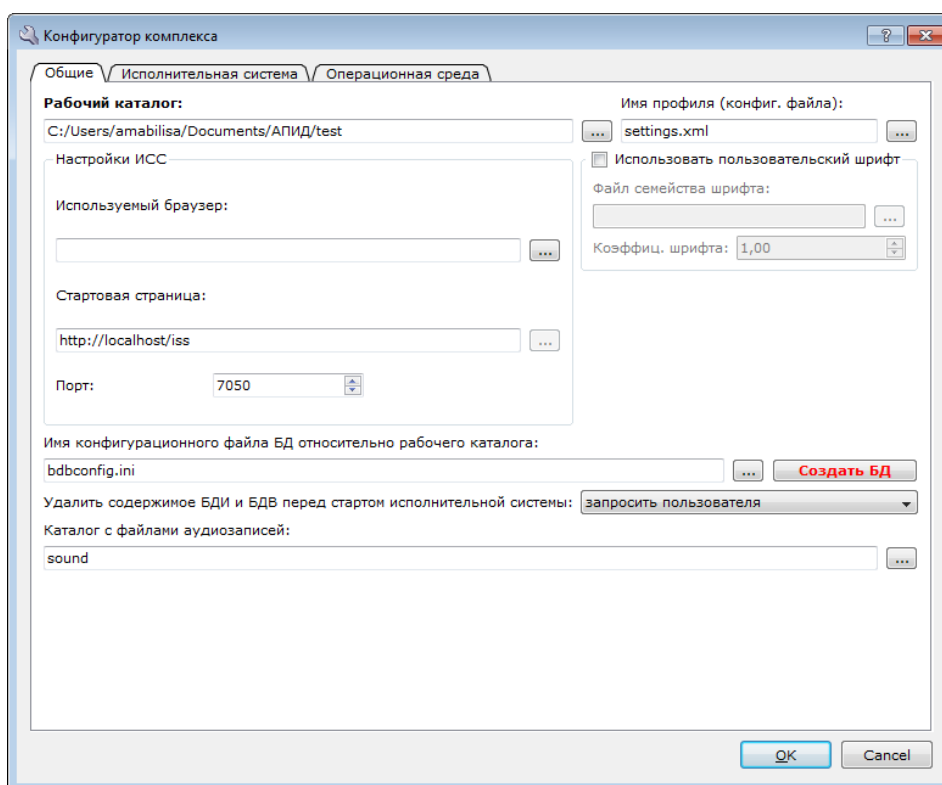 Конфигуратор комплекса
Общие Исполнительная система Операционная среда
Рабочий каталог: Имя профиля (конфиг. файла):
C:/Users/amabilisa/Documents/АПИД/test ... settings.xml ...
Настройки ИСС Использовать пользовательский шрифт
Файл семейства шрифта:
Используемый браузер:
...
Коэффиц. шрифта: 1,00
...
Стартовая страница:
http://localhost/iss ...
Порт: 7050
Имя конфигурационного файла БД относительно рабочего каталога:
bdbconfig.ini ... Создать БД
Удалить содержимое БДИ и БДВ перед стартом исполнительной системы: запросить пользователя
Каталог с файлами аудиозаписей:
sound ...
OK Cancel